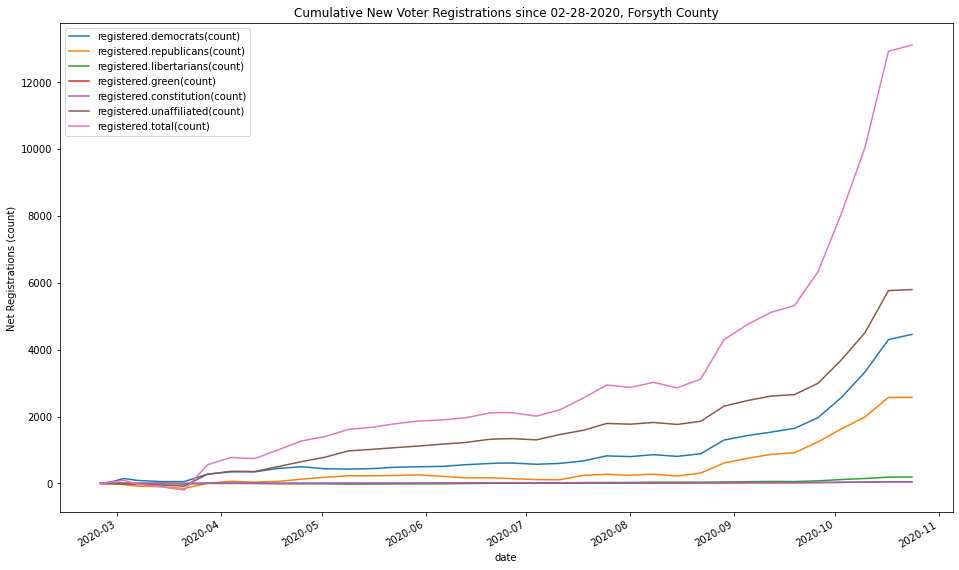 Cumulative New Voter Registrations since 02-28-2020, Forsyth County
registered.democrats(count)
registered.republicans(count)
registered.libertarians(count)
registered.green(count)
registered.constitution(count)
registered.unaffiliated(count)
registered.total(count)
Net Registrations (count)
12000
10000
8000
6000
4000
2000
0
2020-03
2020-04
2020-05
2020-06
2020-07
2020-08
2020-09
2020-10
2020-11
date